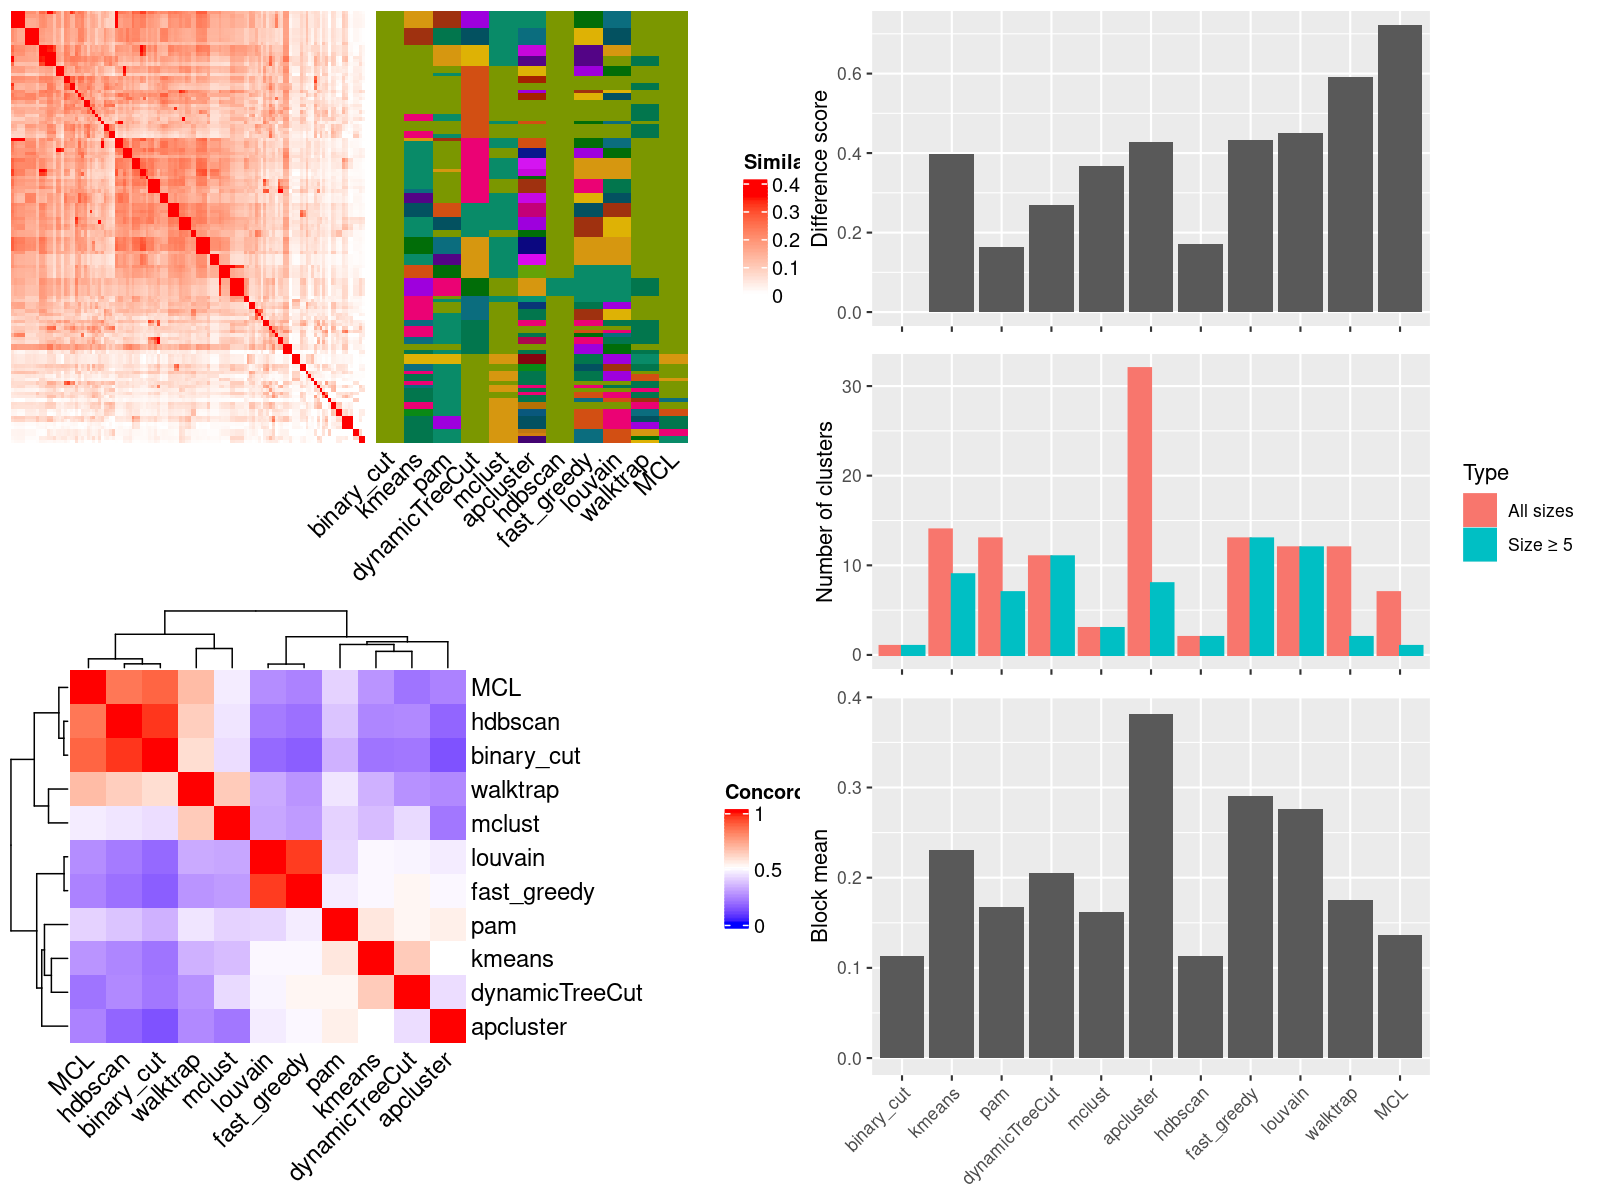 Simila
0.4
0.3
0.2
0.1
0
binary_cut
kmeans
pam
dynamicTreeCut
mclust
apcluster
hdbscan
fast_greedy
louvain
walktrap
MCL
Difference score
0.6
0.4
0.2
0.0
Number of clusters
30
20
10
0
Type
All sizes
Size ≥ 5
MCL
hdbscan
binary_cut
walktrap
mclust
louvain
fast_greedy
pam
kmeans
dynamicTreeCut
apcluster
MCL
hdbscan
binary_cut
walktrap
mclust
louvain
fast_greedy
pam
kmeans
dynamicTreeCut
apcluster
Concord
1
0.5
0
Block mean
0.4
0.3
0.2
0.1
0.0
binary_cut
kmeans
pam
dynamicTreeCut
mclust
apcluster
hdbscan
fast_greedy
louvain
walktrap
MCL